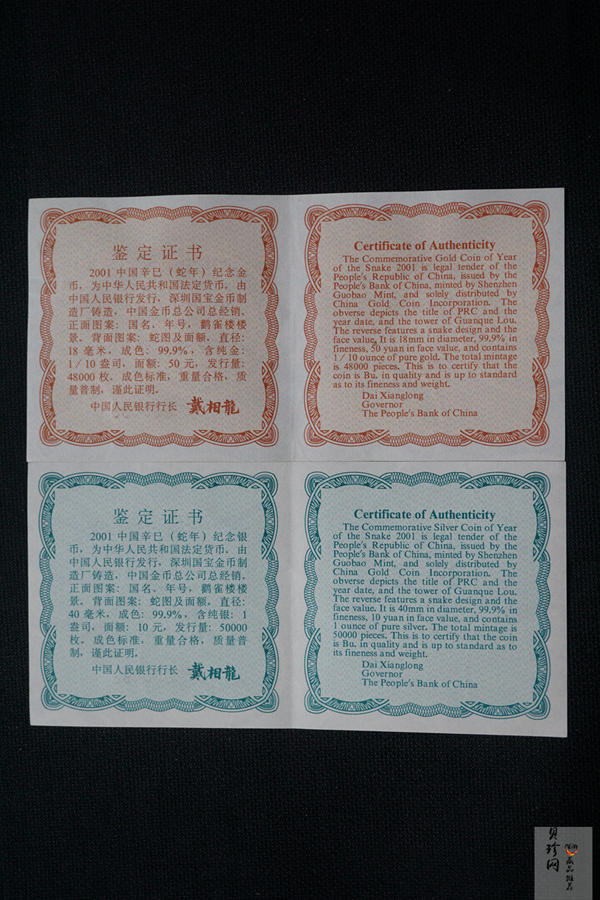 鉴定证书
2001中国辛巳(蛇年)纪念金
币,为中华人民共和国法定货币,由
中国人民银行发行,深圳国宝金币制
造厂铸造,中国金币总公司总经销。
正面图案:国名、年号,鹳雀楼楼
景。背面图案:蛇图及面额,直径:
18毫米,成色:99.9%,含纯金:
1/10盎司,面额:50元,发行量:
48000枚。成色标准,重量合格,质
量普制,谨此证明。
中国人民银行行长 戴相龍
Certificate of Authenticity
The Commemorative Gold Coin of Year
of the Snake 2001 is legal tender of the
People's Republic of China, issued by the
People's Bank of China, minted by Shenzhen
Guobao Mint, and solely distributed by
China Gold Coin Incorporation. The
obverse depicts the title of PRC and the
year date, and the tower of Guanque Lou.
The reverse features a snake design and the
face value. It is 18mm in diameter, 99.9% in
fineness, 50 yuan in face value, and contains
1/10 ounce of pure gold. The total mintage
is 48000 pieces. This is to certify that the
coin is Bu. in quality and is up to standard
as to its fineness and weight.
Dai Xianglong
Governor
The People's Bank of China
鉴定证书
2001中国辛巳(蛇年)纪念银
币,为中华人民共和国法定货币,由
中国人民银行发行,深圳国宝金币制
造厂铸造,中国金币总公司总经销。
正面图案:国名、年号,鹳雀楼楼
景。背面图案:蛇图及面额,直径:
40毫米,成色:99.9%,含纯银:1
盎司,面额:10元,发行量:50000
枚。成色标准,重量合格,质量普
制,谨此证明。
中国人民银行行长 戴相龍
Certificate of Authenticity
The Commemorative Silver Coin of Year
of the Snake 2001 is legal tender of the
People's Republic of China, issued by the
People's Bank of China, minted by Shenzhen
Guobao Mint, and solely distributed by
China Gold Coin Incorporation. The
obverse depicts the title of PRC and the
year date, and the tower of Guanque Lou.
The reverse features a snake design and the
face value. It is 40mm in diameter, 99.9% in
fineness, 10 yuan in face value, and contains
1 ounce of pure silver. The total mintage is
50000 pieces. This is to certify that the coin
is Bu. in quality and is up to standard as to
its fineness and weight.
Dai Xianglong
Governor
The People's Bank of China
贝珍网